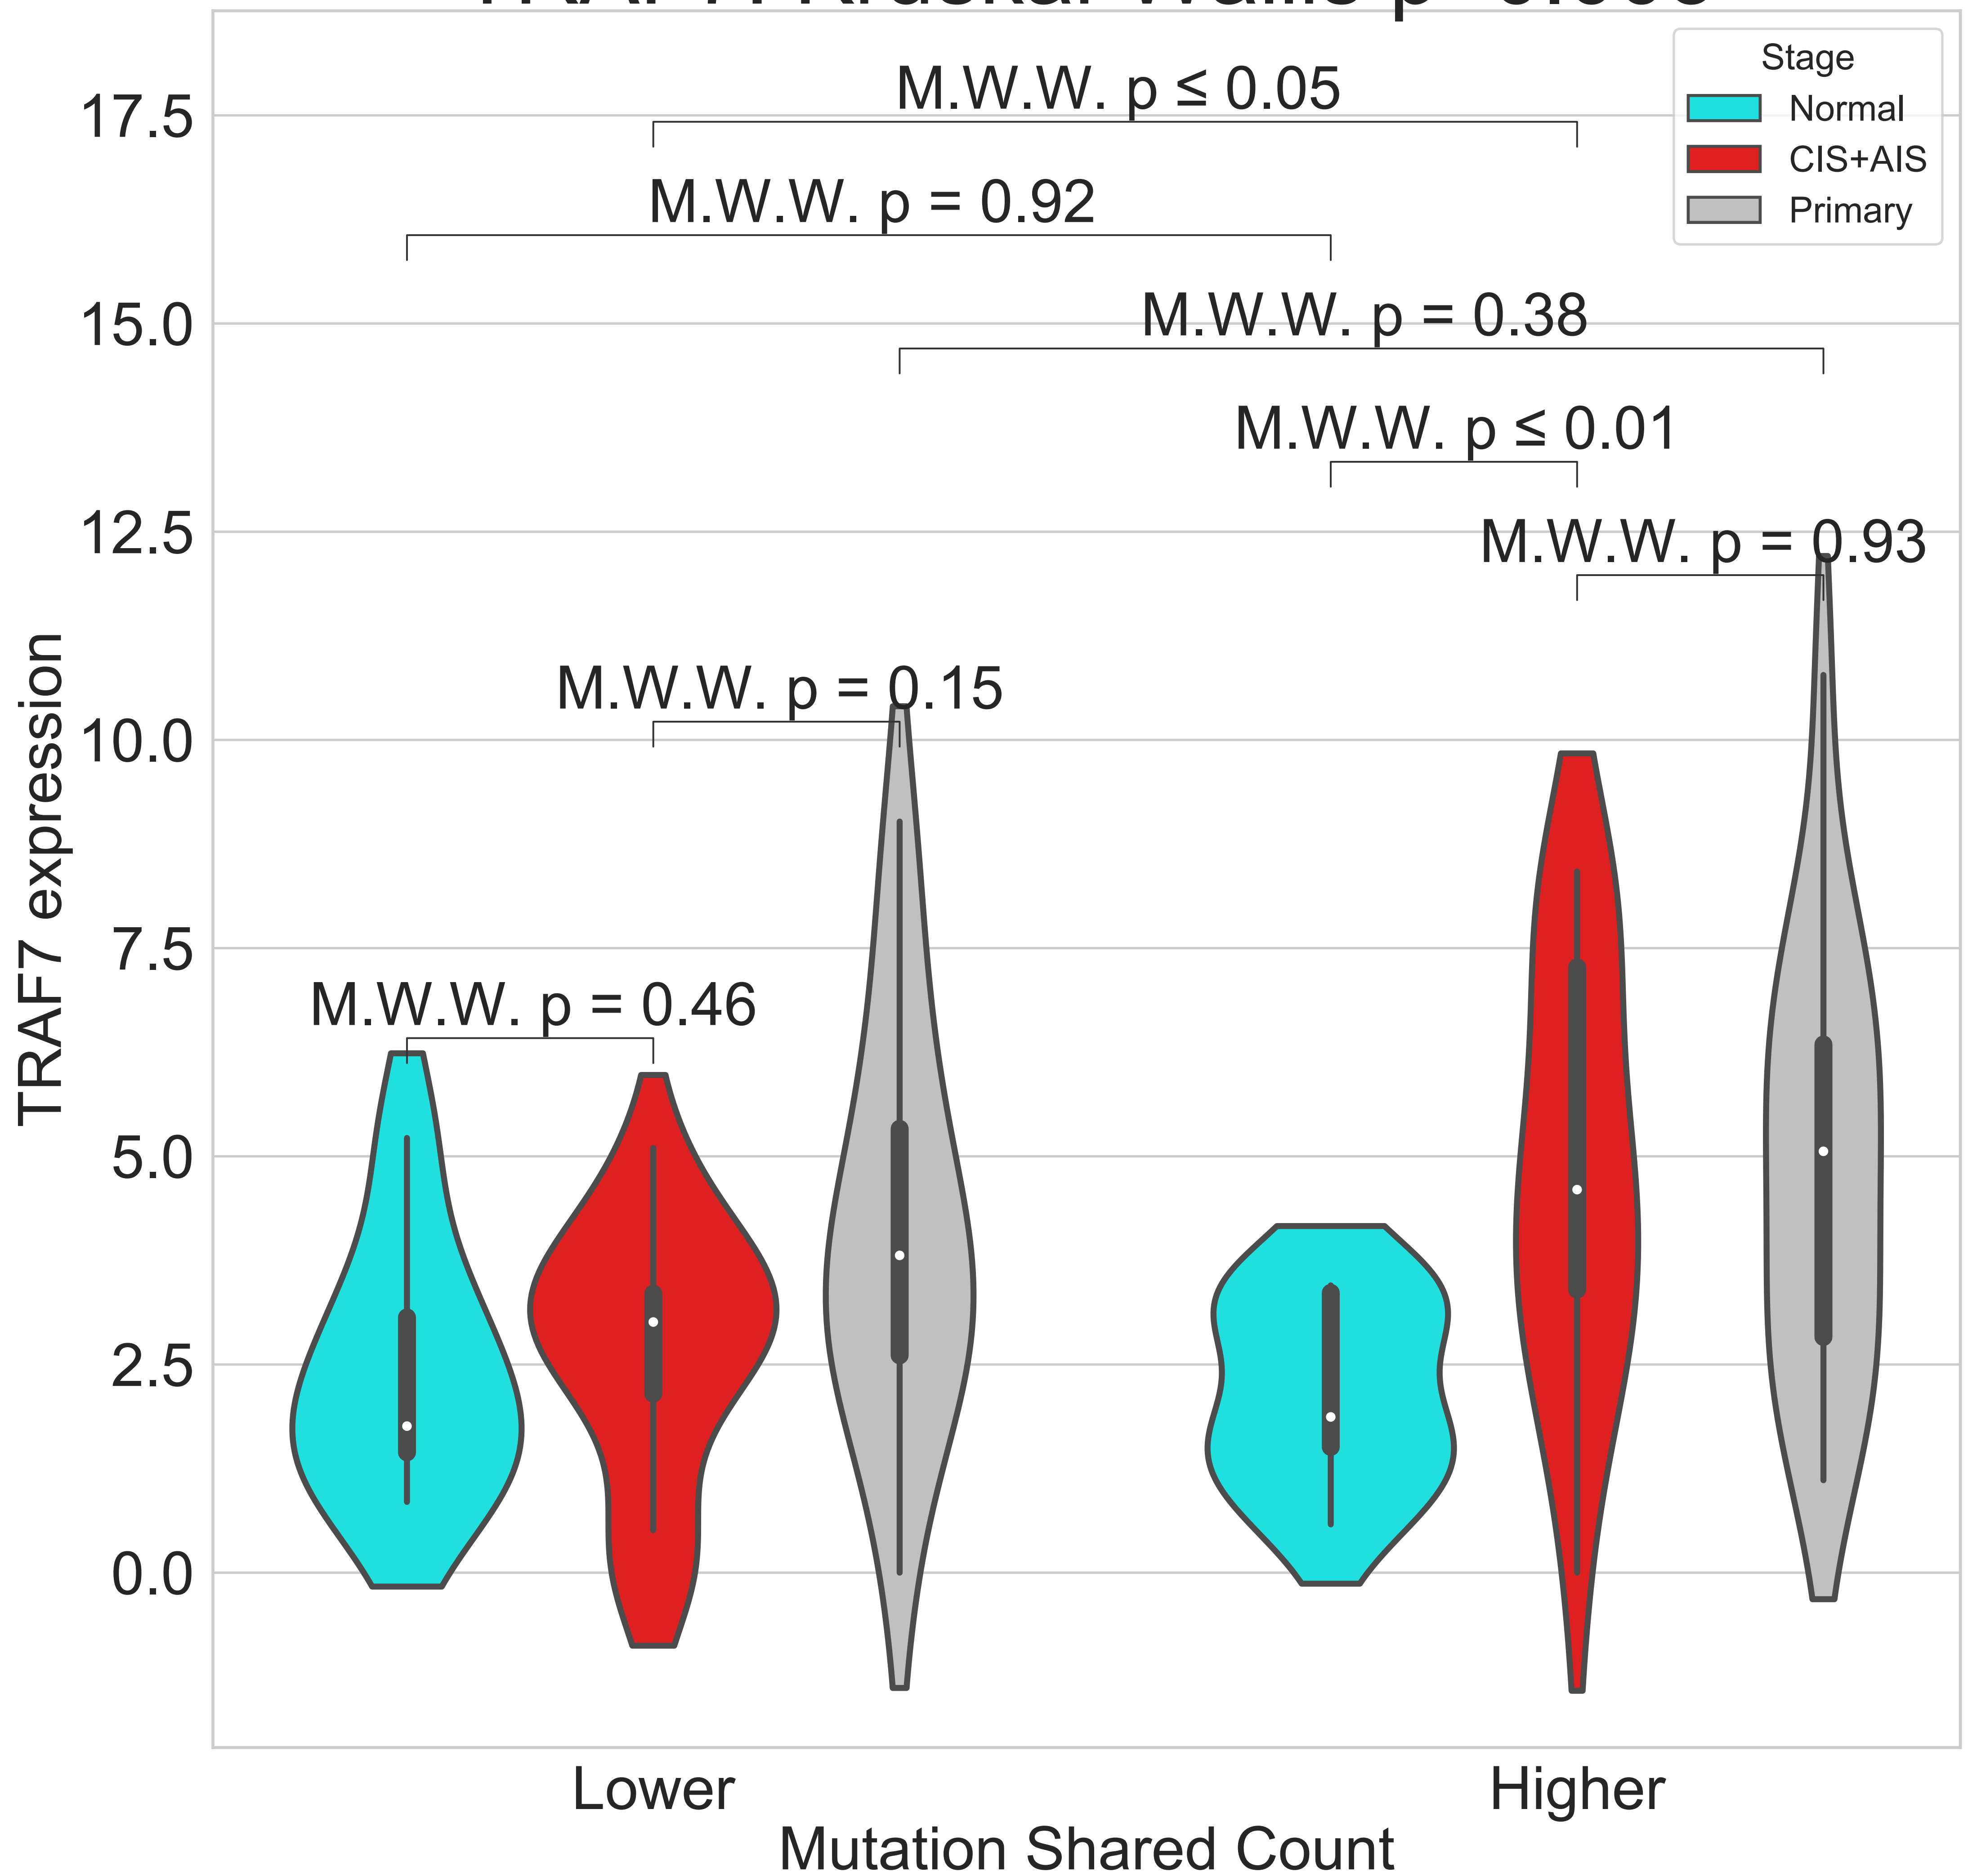 Stage
Normal
CIS+AIS
Primary
M.W.W. p ≤ 0.05
M.W.W. p = 0.92
M.W.W. p = 0.38
M.W.W. p ≤ 0.01
M.W.W. p = 0.93
M.W.W. p = 0.15
M.W.W. p = 0.46
17.5
15.0
12.5
10.0
7.5
5.0
2.5
0.0
TRAF7 expression
Lower
Higher
Mutation Shared Count